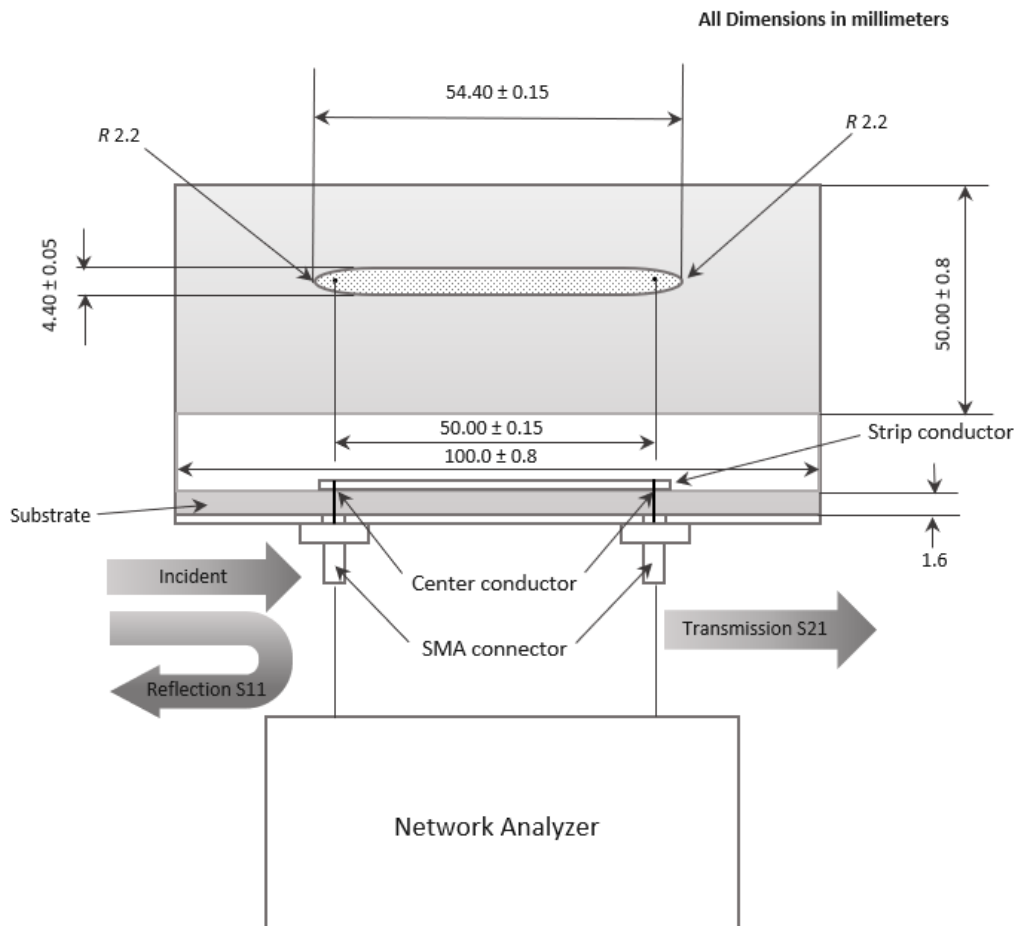 All Dimensions in millimeters
54.40 ± 0.15
R 2.2
R 2.2
4.40 ± 0.05
50.00 ± 0.8
50.00 ± 0.15
Strip conductor
100.0 ± 0.8
Substrate
1.6
Incident
Center conductor
Transmission S21
SMA connector
Reflection S11
Network Analyzer